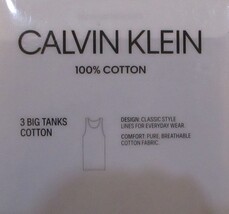 CALVIN KLEIN
100% COTTON
3 BIG TANKS
COTTON
DESIGN: CLASSIC STYLE
LINES FOR EVERYDAY WEAR.
COMFORT: PURE, BREATHABLE
COTTON FABRIC.